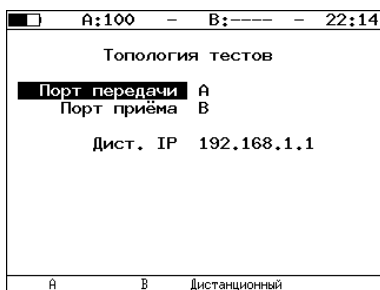 A:100 – B:---- – 22:14
Топология тестов
Порт передачи A
Порт приёма B
Дист. IP 192.168.1.1
A B Дистанционный